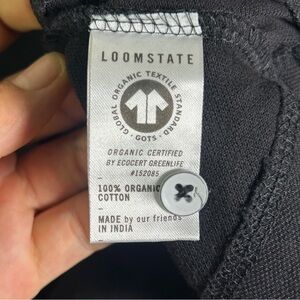 LOOMSTATE
GLOBAL ORGANIC TEXTILE STANDARD
· GOTS ·
ORGANIC CERTIFIED
BY ECOCERT GREENLIFE
#152085
100% ORGANIC
COTTON
MADE by our friends
IN INDIA